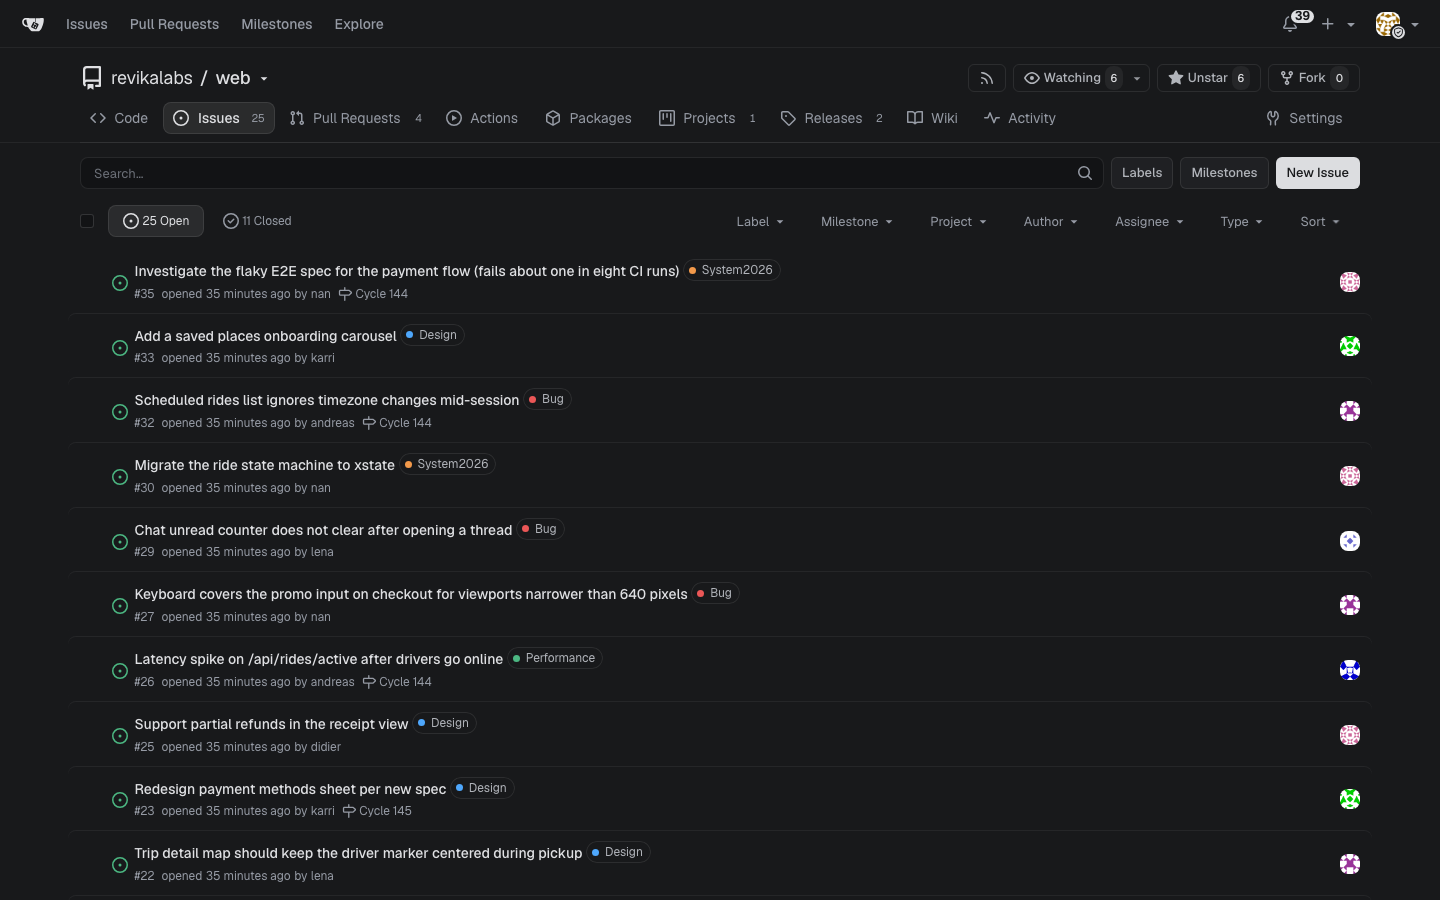 Issues Pull Requests Milestones Explore 39
revikalabs / web Watching 6 Unstar 6 Fork 0
Code Issues 25 Pull Requests 4 Actions Packages Projects 1 Releases 2 Wiki Activity Settings
Search... Labels Milestones New Issue
25 Open 11 Closed Label Milestone Project Author Assignee Type Sort
Investigate the flaky E2E spec for the payment flow (fails about one in eight CI runs) System2026
#35 opened 35 minutes ago by nan Cycle 144
Add a saved places onboarding carousel Design
#33 opened 35 minutes ago by karri
Scheduled rides list ignores timezone changes mid-session Bug
#32 opened 35 minutes ago by andreas Cycle 144
Migrate the ride state machine to xstate System2026
#30 opened 35 minutes ago by nan
Chat unread counter does not clear after opening a thread Bug
#29 opened 35 minutes ago by lena
Keyboard covers the promo input on checkout for viewports narrower than 640 pixels Bug
#27 opened 35 minutes ago by nan
Latency spike on /api/rides/active after drivers go online Performance
#26 opened 35 minutes ago by andreas Cycle 144
Support partial refunds in the receipt view Design
#25 opened 35 minutes ago by didier
Redesign payment methods sheet per new spec Design
#23 opened 35 minutes ago by karri Cycle 145
Trip detail map should keep the driver marker centered during pickup Design
#22 opened 35 minutes ago by lena